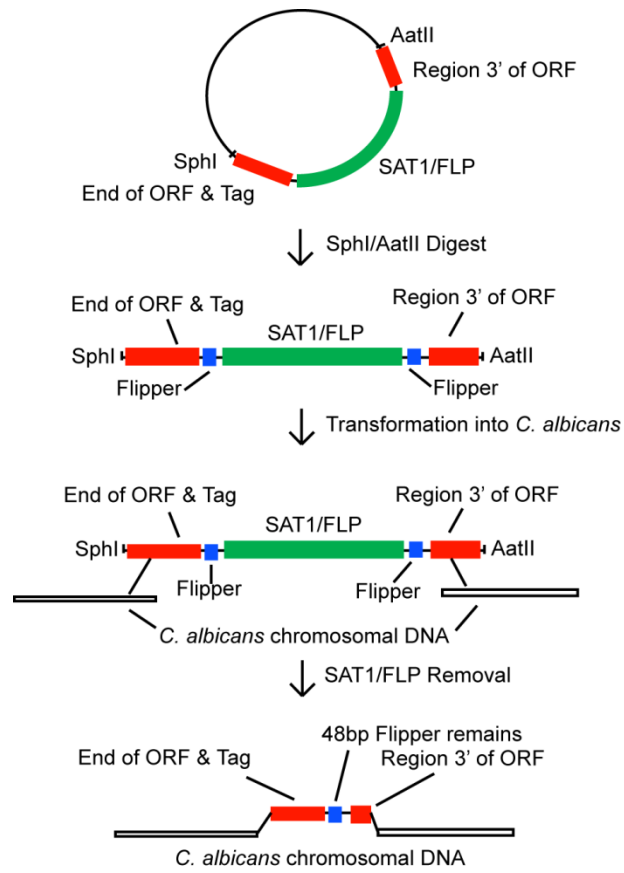 AatII
Region 3' of ORF
SphI
SAT1/FLP
End of ORF & Tag
SphI/AatII Digest
End of ORF & Tag
Region 3' of ORF
SAT1/FLP
SphI
AatII
Flipper
Flipper
Transformation into C. albicans
End of ORF & Tag
Region 3' of ORF
SAT1/FLP
SphI
AatII
Flipper
Flipper
C. albicans chromosomal DNA
SAT1/FLP Removal
48bp Flipper remains
End of ORF & Tag
Region 3' of ORF
C. albicans chromosomal DNA